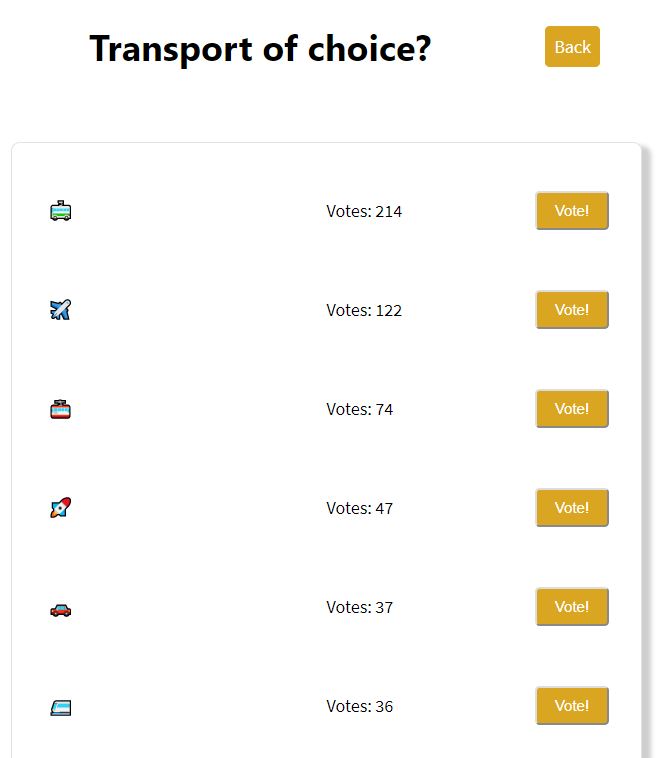 Transport of choice?
Back
Votes: 214
Vote!
Votes: 122
Vote!
Votes: 74
Vote!
Votes: 47
Vote!
Votes: 37
Vote!
Votes: 36
Vote!